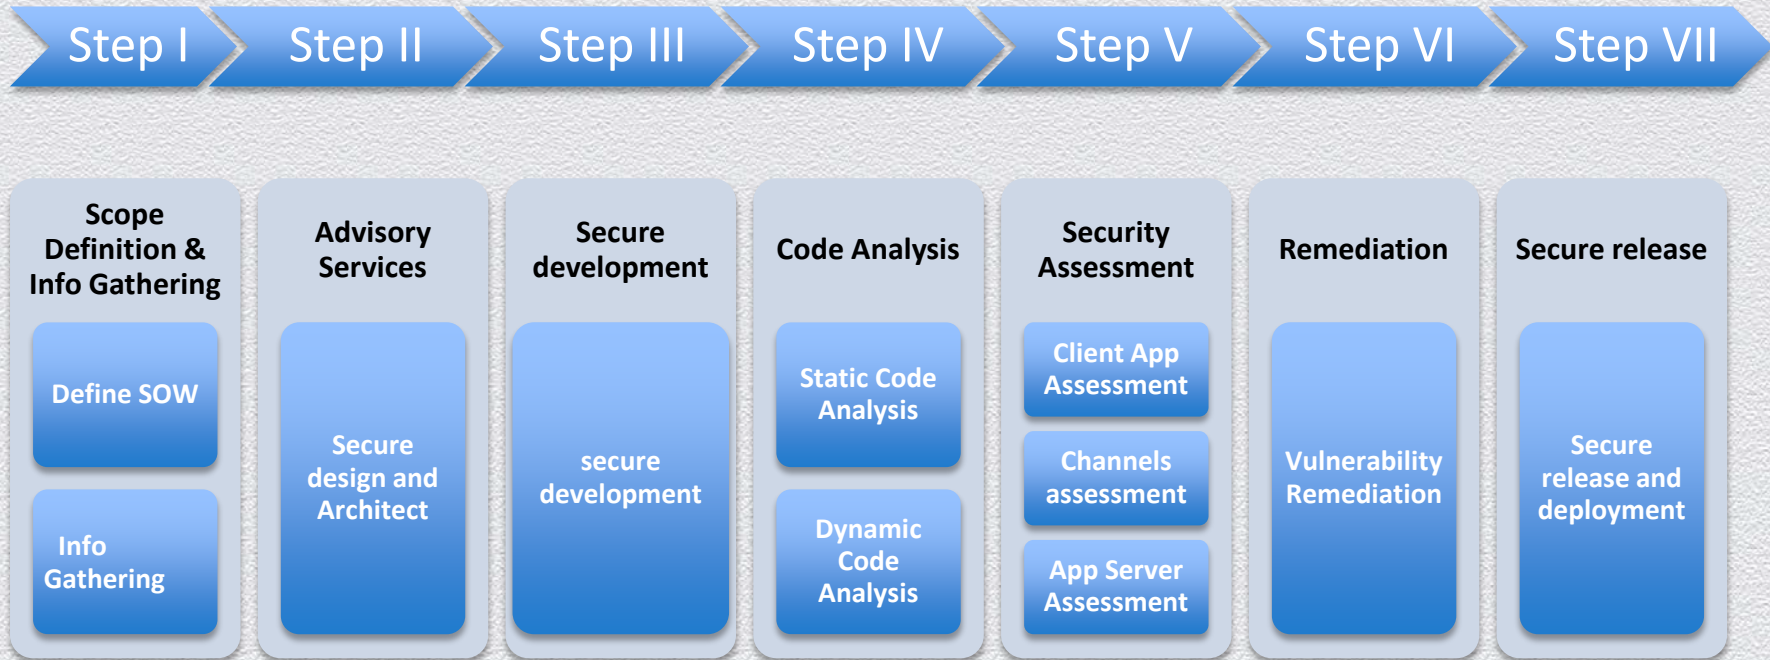 Step I
Step II
Step III
Step IV
Step V
Step VI
Step VII
Scope
Definition &
Info Gathering
Define SOW
Info
Gathering
Advisory
Services
Secure
design and
Architect
Secure
development
secure
development
Code Analysis
Static Code
Analysis
Dynamic
Code
Analysis
Security
Assessment
Client App
Assessment
Channels
assessment
App Server
Assessment
Remediation
Vulnerability
Remediation
Secure release
Secure
release and
deployment